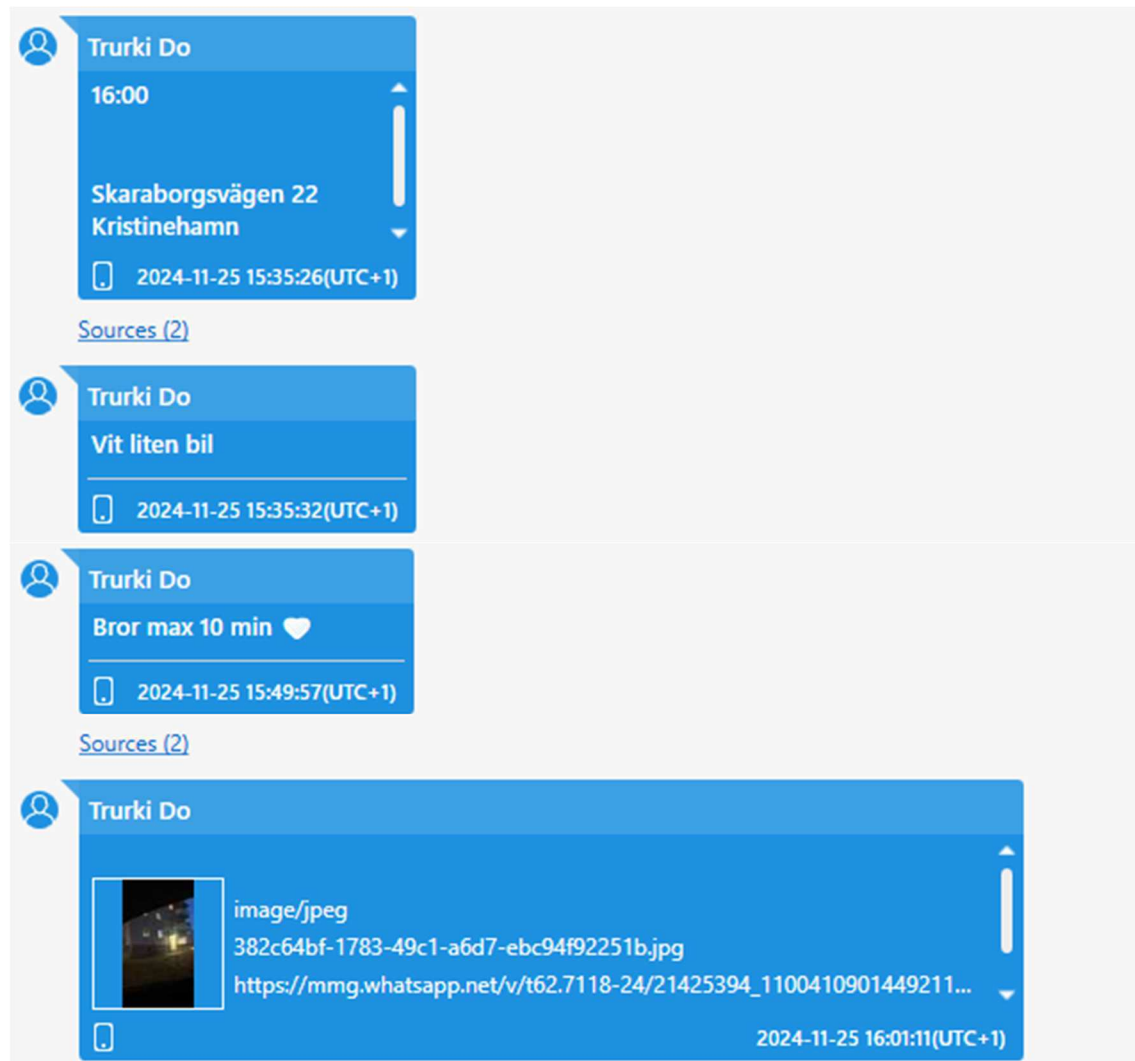 Trurki Do
16:00
Skaraborgsvägen 22
Kristinehamn
2024-11-25 15:35:26(UTC+1)
Sources (2)
Trurki Do
Vit liten bil
2024-11-25 15:35:32(UTC+1)
Trurki Do
Bror max 10 min 🤍
2024-11-25 15:49:57(UTC+1)
Sources (2)
Trurki Do
image/jpeg
382c64bf-1783-49c1-a6d7-ebc94f92251b.jpg
https://mmg.whatsapp.net/v/t62.7118-24/21425394_1100410901449211...
2024-11-25 16:01:11(UTC+1)